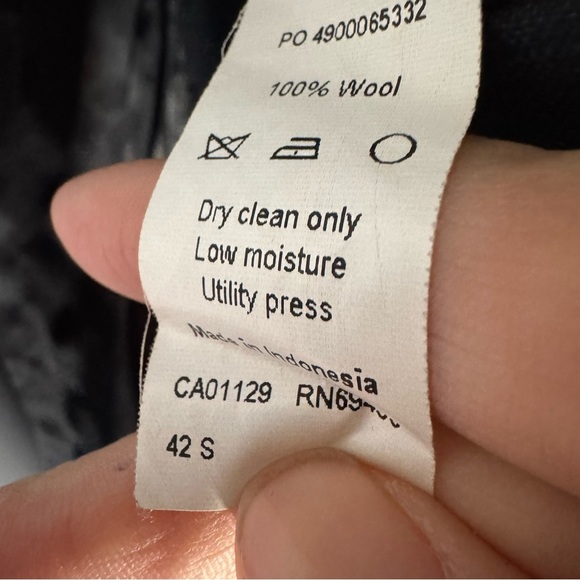 PO 4900065332
100% Wool
Dry clean only
Low moisture
Utility press
Made in Indonesia
CA01129
42 S